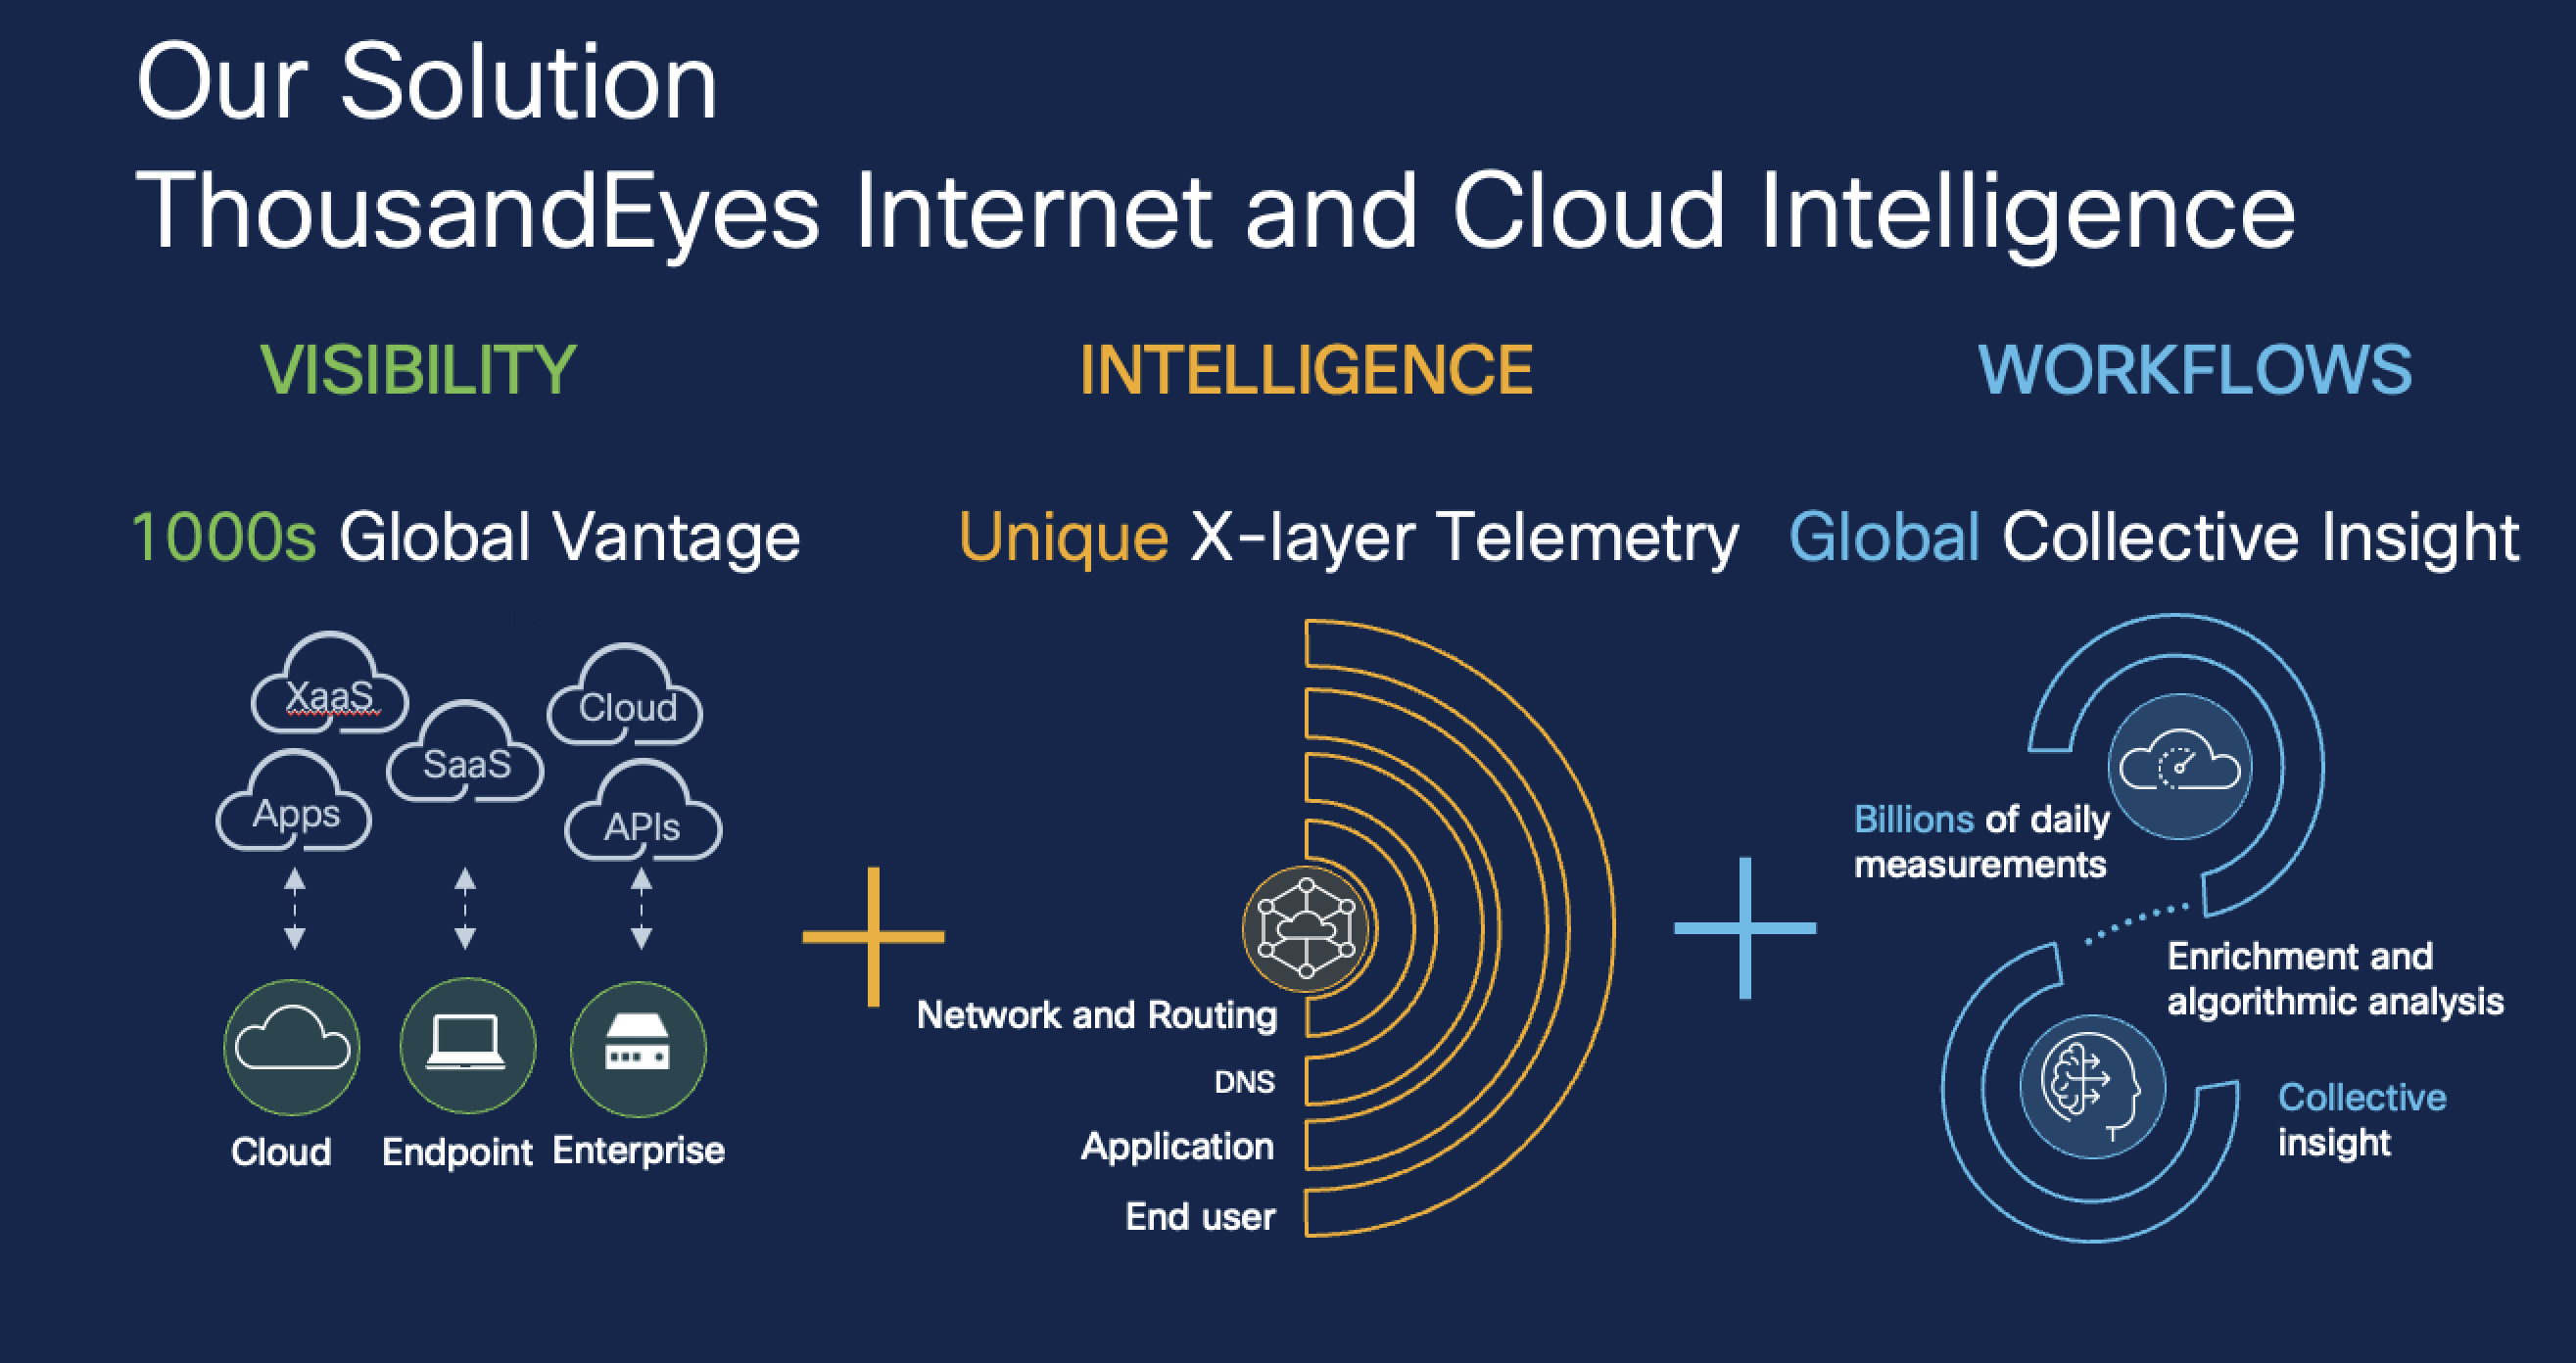 Our Solution
ThousandEyes Internet and Cloud Intelligence
VISIBILITY
1000s Global Vantage
XaaS
Cloud
SaaS
Apps
APIs
Cloud
Endpoint
Enterprise
INTELLIGENCE
Unique X-layer Telemetry
Network and Routing
DNS
Application
End user
WORKFLOWS
Global Collective Insight
Billions of daily
measurements
Enrichment and
algorithmic analysis
Collective
insight